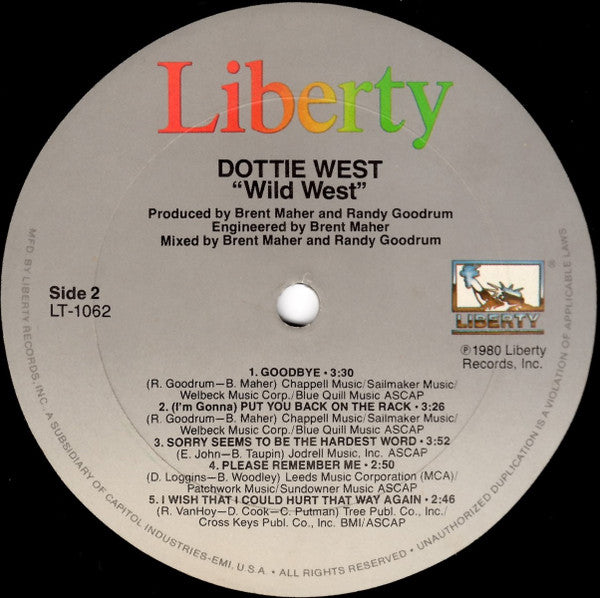 Liberty
DOTTIE WEST
“Wild West”
Produced by Brent Maher and Randy Goodrum
Engineered by Brent Maher
Mixed by Brent Maher and Randy Goodrum
Side 2
LT-1062
LIBERTY
®
℗1980 Liberty
Records, Inc.
1. GOODBYE • 3:30
(R. Goodrum—B. Maher) Chappell Music/Sailmaker Music/
Welbeck Music Corp./Blue Quill Music ASCAP
2. (I'm Gonna) PUT YOU BACK ON THE RACK • 3:26
(R. Goodrum—B. Maher) Chappell Music/Sailmaker Music/
Welbeck Music Corp./Blue Quill Music ASCAP
3. SORRY SEEMS TO BE THE HARDEST WORD • 3:52
(E. John—B. Taupin) Jodrell Music, Inc. ASCAP
4. PLEASE REMEMBER ME • 2:50
(D. Loggins—B. Woodley) Leeds Music Corporation (MCA)/
Patchwork Music/Sundowner Music ASCAP
5. I WISH THAT I COULD HURT THAT WAY AGAIN • 2:46
(R. VanHoy—D. Cook—C. Putman) Tree Publ. Co., Inc./
Cross Keys Publ. Co., Inc. BMI/ASCAP
MFD. BY LIBERTY RECORDS, INC. A SUBSIDIARY OF CAPITOL INDUSTRIES-EMI, U.S.A. • ALL RIGHTS RESERVED. • UNAUTHORIZED DUPLICATION IS A VIOLATION OF APPLICABLE LAWS